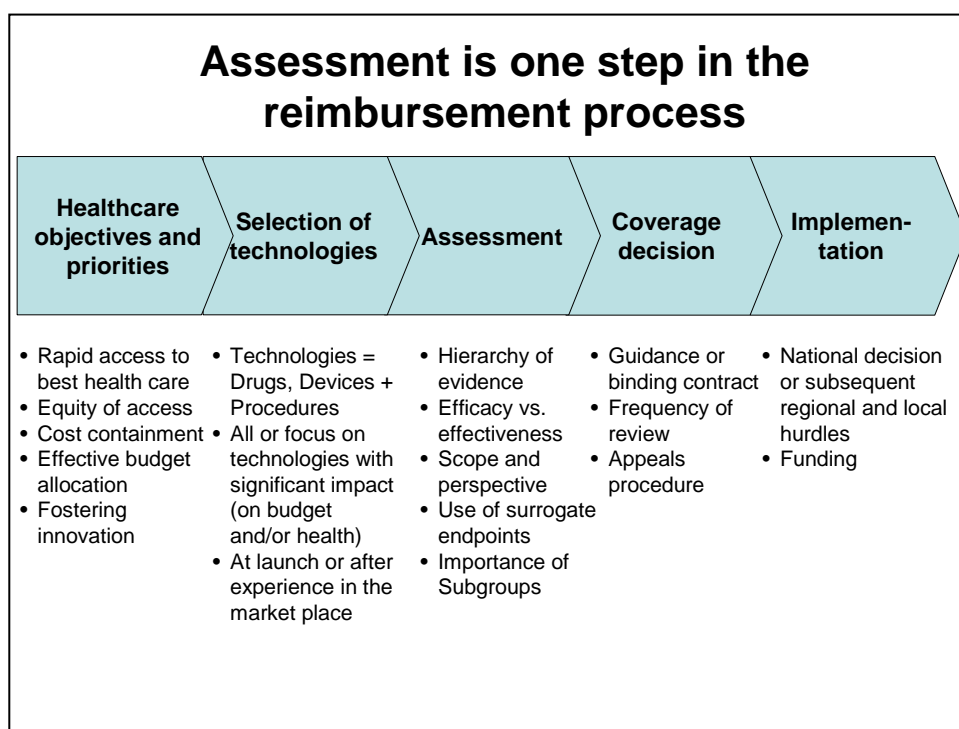 Assessment is one step in the
reimbursement process
Healthcare
objectives and
priorities
Selection of
technologies
Assessment
Coverage
decision
Implemen-
tation
• Rapid access to
best health care
• Equity of access
• Cost containment
• Effective budget
allocation
• Fostering
innovation
• Technologies =
Drugs, Devices +
Procedures
• All or focus on
technologies with
significant impact
(on budget
and/or health)
• At launch or after
experience in the
market place
• Hierarchy of
evidence
• Efficacy vs.
effectiveness
• Scope and
perspective
• Use of surrogate
endpoints
• Importance of
Subgroups
• Guidance or
binding contract
• Frequency of
review
• Appeals
procedure
• National decision
or subsequent
regional and local
hurdles
• Funding